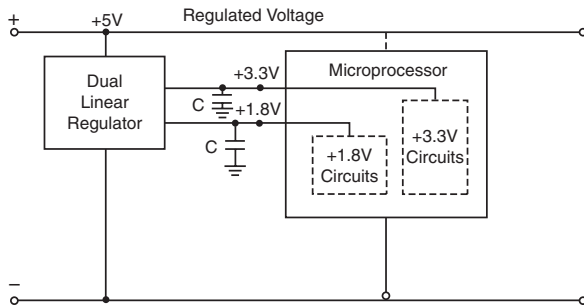 +
+5V
Regulated Voltage
Dual
Linear
Regulator
+3.3V
C
+1.8V
C
Microprocessor
+1.8V
Circuits
+3.3V
Circuits
−